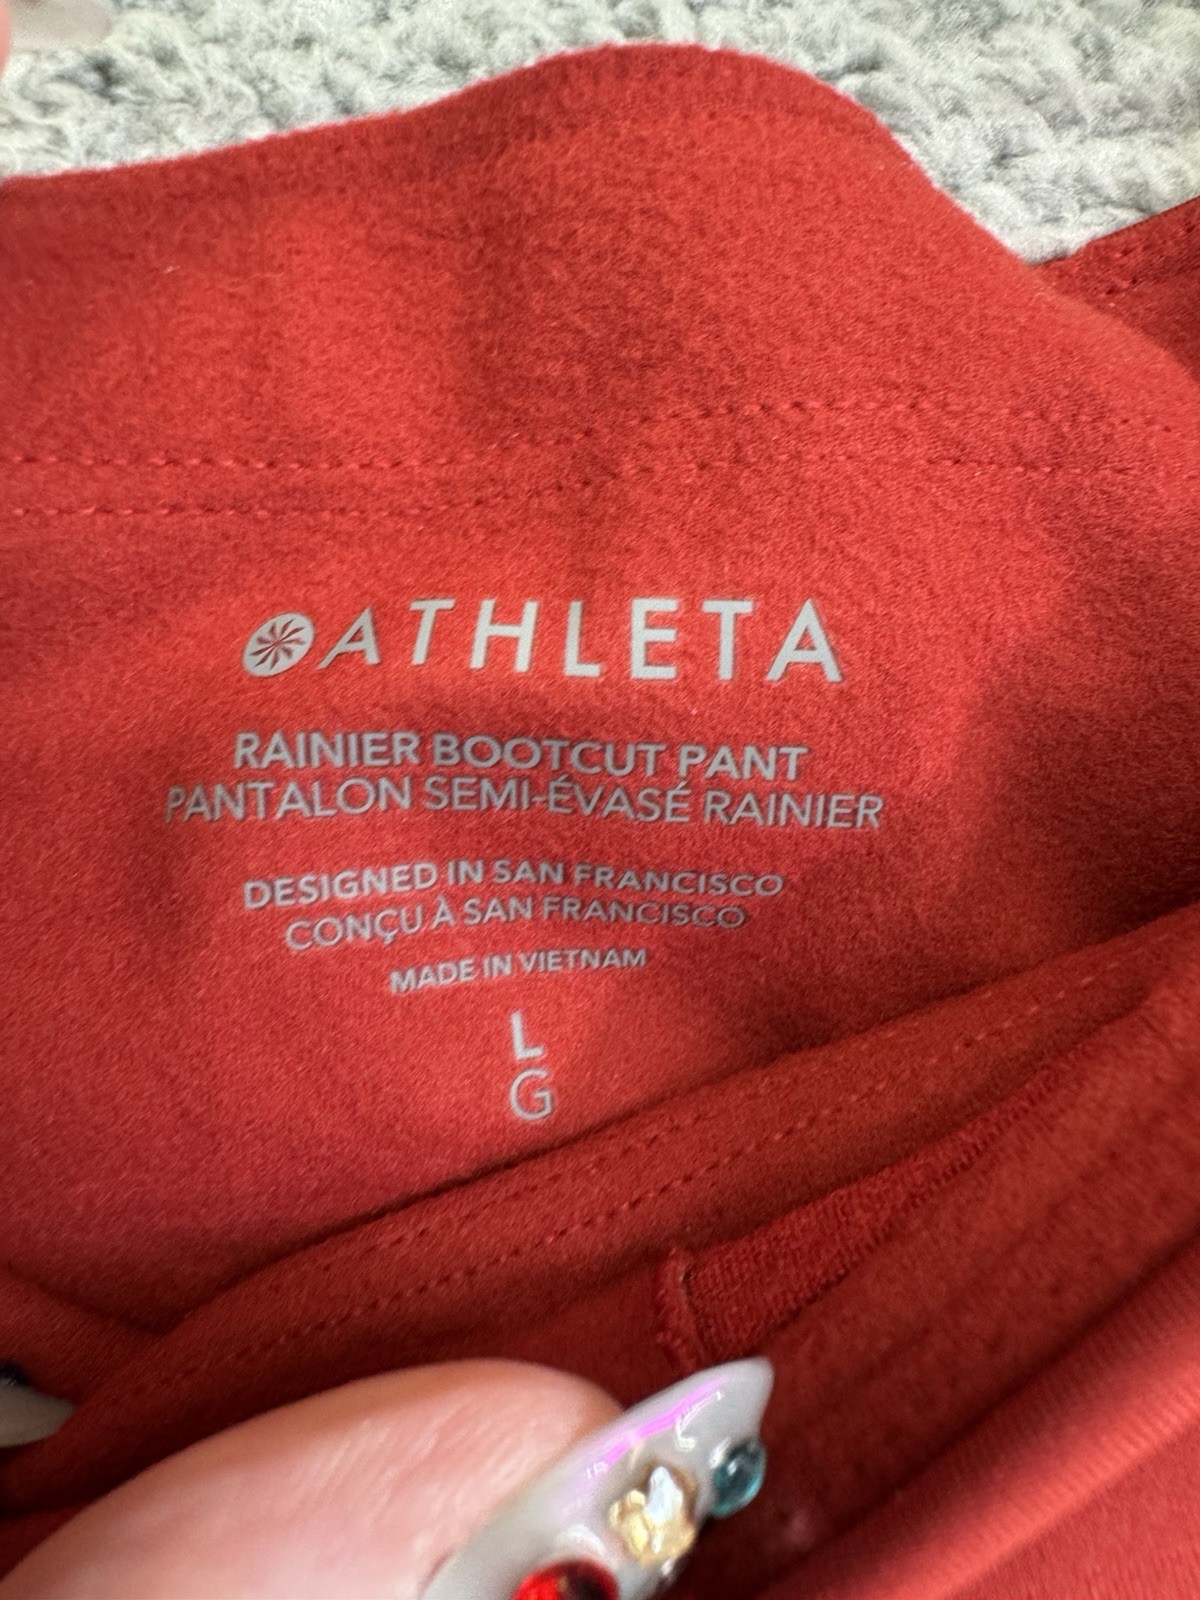 ATHLETA
RAINIER BOOTCUT PANT
PANTALON SEMI-ÉVASÉ RAINIER
DESIGNED IN SAN FRANCISCO
CONÇU À SAN FRANCISCO
MADE IN VIETNAM
L
G